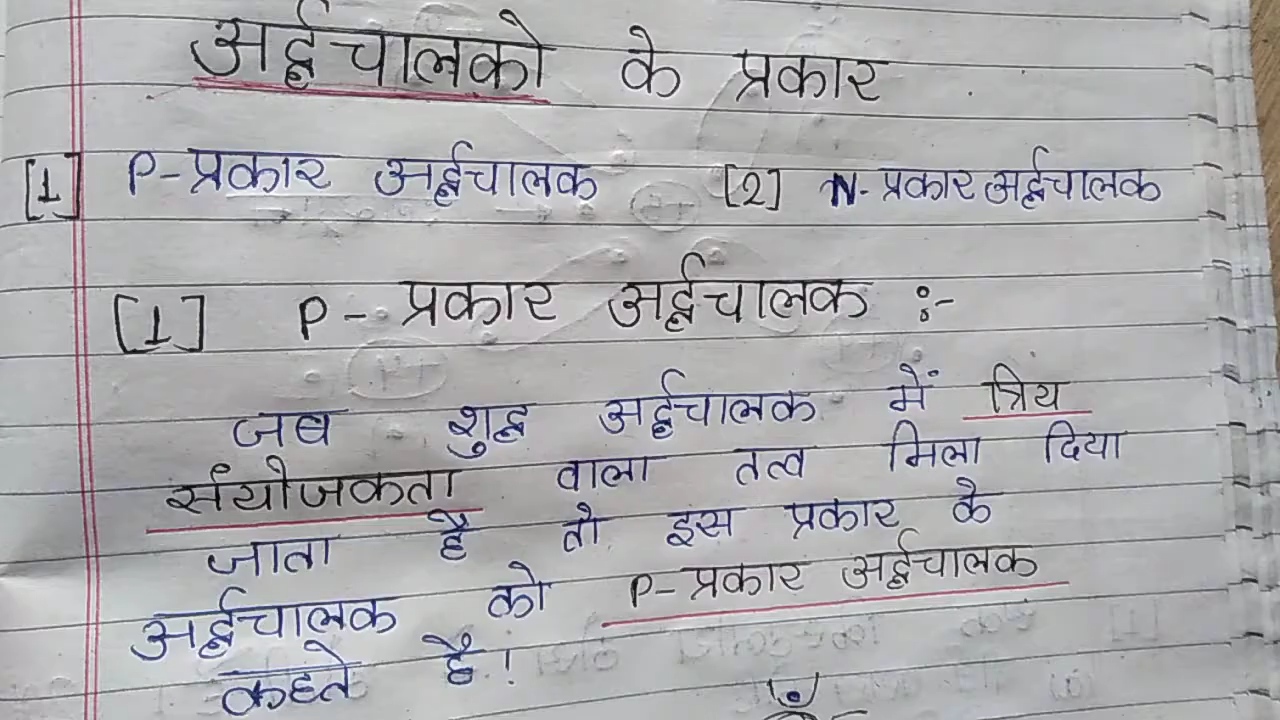 अर्द्धचालको के प्रकार
[1] P-प्रकार अर्द्धचालक [2] N-प्रकार अर्द्धचालक
[1] P-प्रकार अर्द्धचालक :-
जब शुद्ध अर्द्धचालक में त्रिय
संयोजकता वाला तत्व मिला दिया
जाता है तो इस प्रकार के
अर्द्धचालक को P-प्रकार अर्द्धचालक
कहते है!